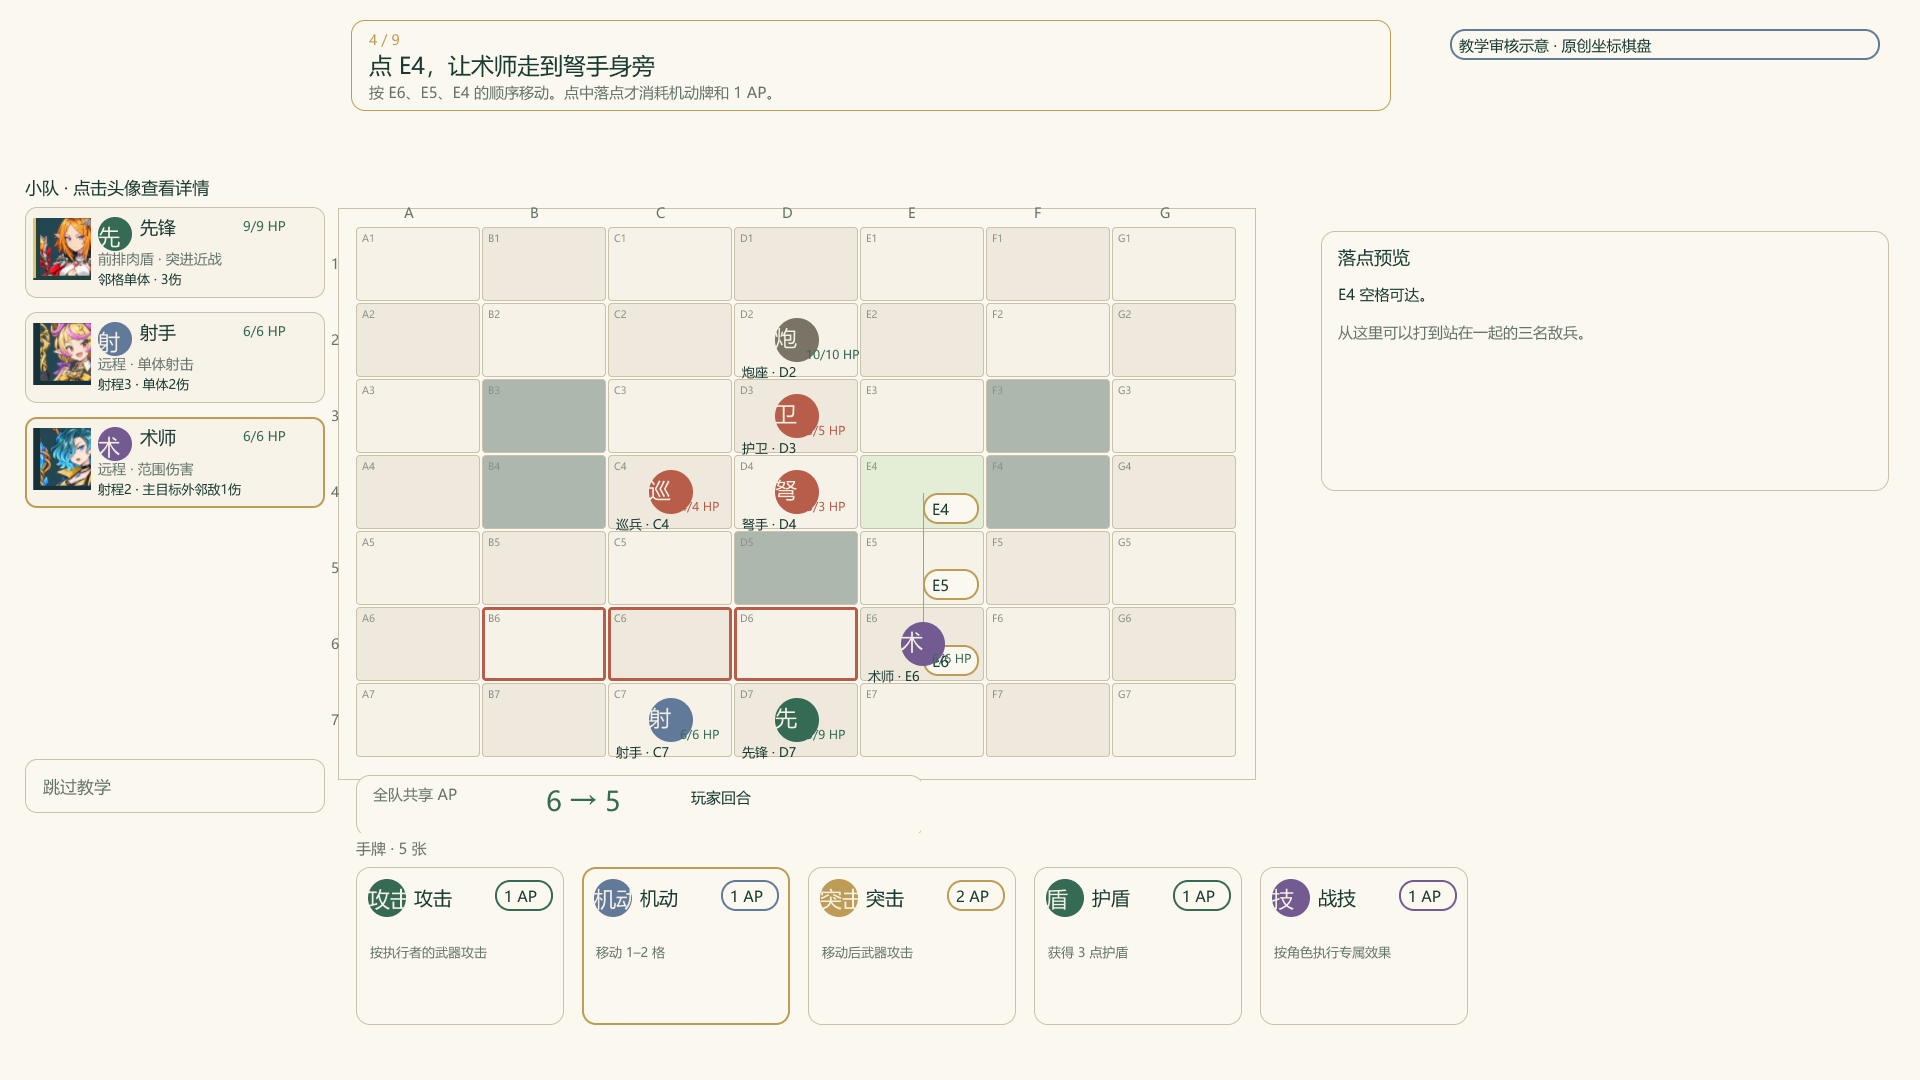 4 / 9
点 E4，让术师走到弩手身旁
按 E6、E5、E4 的顺序移动。点中落点才消耗机动牌和 1 AP。
教学审核示意 · 原创坐标棋盘
小队 · 点击头像查看详情
先 先锋 9/9 HP
前排肉盾 · 突进近战
邻格单体 · 3伤
射 射手 6/6 HP
远程 · 单体射击
射程3 · 单体2伤
术 术师 6/6 HP
远程 · 范围伤害
射程2 · 主目标外邻敌1伤
跳过教学
A B C D E F G
1
A1 B1 C1 D1 E1 F1 G1
2
A2 B2 C2 D2 E2 F2 G2
炮
10/10 HP
炮座 · D2
3
A3 B3 C3 D3 E3 F3 G3
卫
/5 HP
护卫 · D3
4
A4 B4 C4 D4 E4 F4 G4
巡 弩
/4 HP /3 HP
E4
巡兵 · C4 弩手 · D4
5
A5 B5 C5 D5 E5 F5 G5
E5
6
A6 B6 C6 D6 E6 F6 G6
术
E6
HP
术师 · E6
7
A7 B7 C7 D7 E7 F7 G7
射 先
6/6 HP /9 HP
射手 · C7 先锋 · D7
落点预览
E4 空格可达。
从这里可以打到站在一起的三名敌兵。
全队共享 AP 6 → 5 玩家回合
手牌 · 5 张
攻击 攻击 1 AP
按执行者的武器攻击
机动 机动 1 AP
移动 1–2 格
突击 突击 2 AP
移动后武器攻击
盾 护盾 1 AP
获得 3 点护盾
技 战技 1 AP
按角色执行专属效果